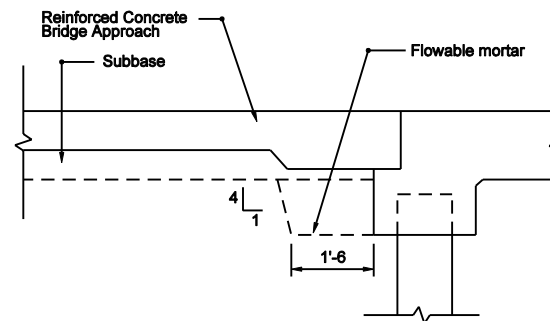 Reinforced Concrete
Bridge Approach
Subbase
Flowable mortar
4
1
1'-6